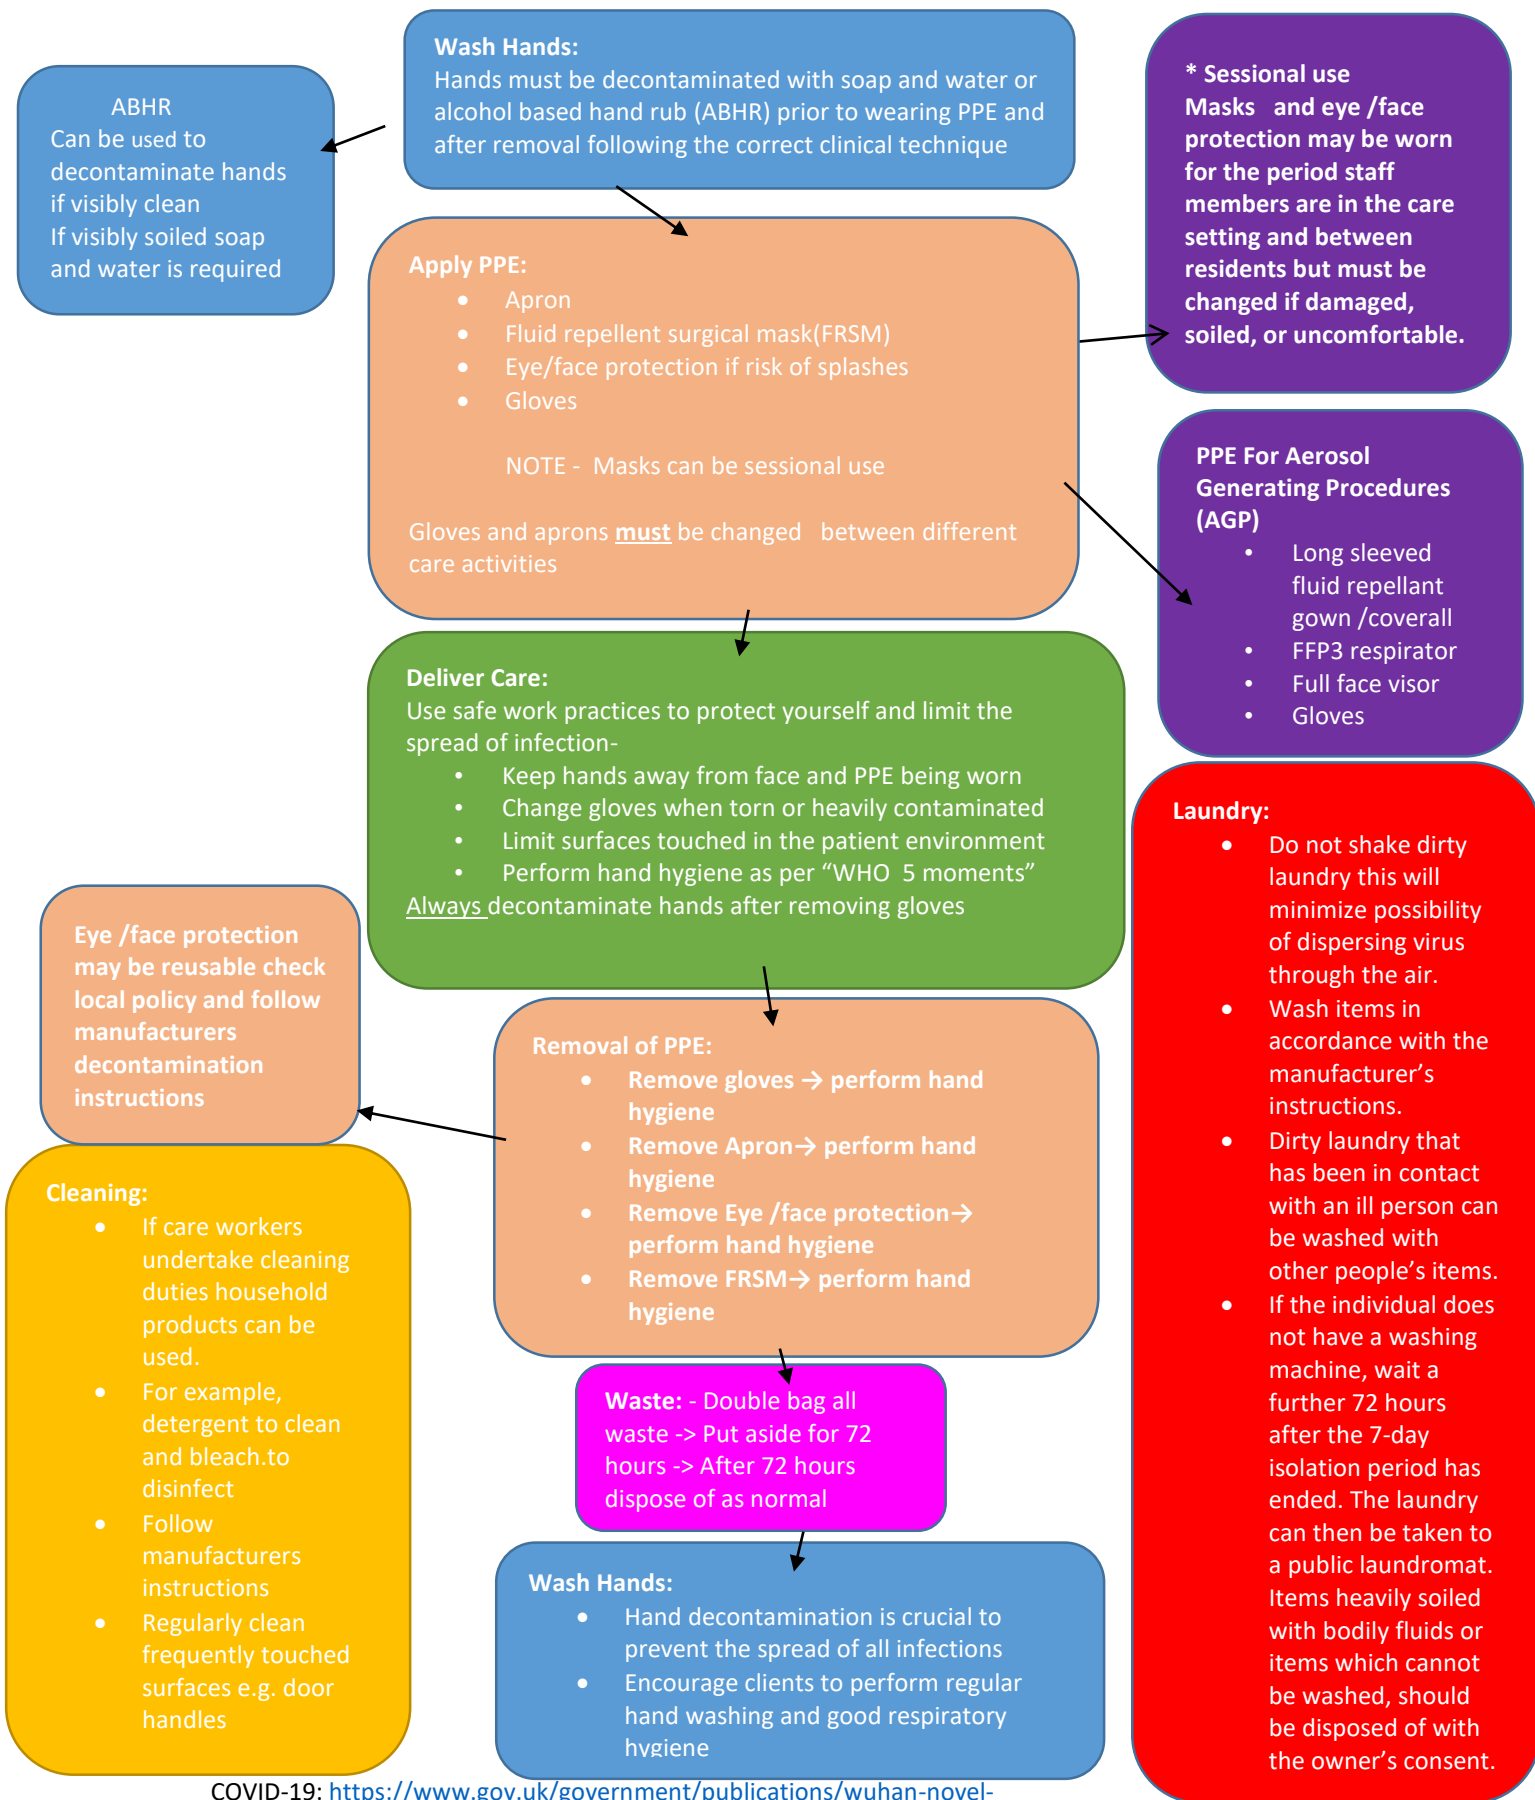 Wash Hands:
Hands must be decontaminated with soap and water or
alcohol based hand rub (ABHR) prior to wearing PPE and
after removal following the correct clinical technique
ABHR
Can be used to
decontaminate hands
if visibly clean
If visibly soiled soap
and water is required
* Sessional use
Masks and eye /face
protection may be worn
for the period staff
members are in the care
setting and between
residents but must be
changed if damaged,
soiled, or uncomfortable.
Apply PPE:
• Apron
• Fluid repellent surgical mask(FRSM)
• Eye/face protection if risk of splashes
• Gloves
NOTE - Masks can be sessional use
Gloves and aprons must be changed between different
care activities
PPE For Aerosol
Generating Procedures
(AGP)
• Long sleeved
fluid repellant
gown /coverall
• FFP3 respirator
• Full face visor
• Gloves
Deliver Care:
Use safe work practices to protect yourself and limit the
spread of infection-
• Keep hands away from face and PPE being worn
• Change gloves when torn or heavily contaminated
• Limit surfaces touched in the patient environment
• Perform hand hygiene as per “WHO 5 moments”
Always decontaminate hands after removing gloves
Laundry:
• Do not shake dirty
laundry this will
minimize possibility
of dispersing virus
through the air.
• Wash items in
accordance with the
manufacturer’s
instructions.
• Dirty laundry that
has been in contact
with an ill person can
be washed with
other people’s items.
• If the individual does
not have a washing
machine, wait a
further 72 hours
after the 7-day
isolation period has
ended. The laundry
can then be taken to
a public laundromat.
Items heavily soiled
with bodily fluids or
items which cannot
be washed, should
be disposed of with
the owner’s consent.
Eye /face protection
may be reusable check
local policy and follow
manufacturers
decontamination
instructions
Removal of PPE:
• Remove gloves → perform hand
hygiene
• Remove Apron→ perform hand
hygiene
• Remove Eye /face protection→
perform hand hygiene
• Remove FRSM→ perform hand
hygiene
Cleaning:
• If care workers
undertake cleaning
duties household
products can be
used.
• For example,
detergent to clean
and bleach.to
disinfect
• Follow
manufacturers
instructions
• Regularly clean
frequently touched
surfaces e.g. door
handles
Waste: - Double bag all
waste -> Put aside for 72
hours -> After 72 hours
dispose of as normal
Wash Hands:
• Hand decontamination is crucial to
prevent the spread of all infections
• Encourage clients to perform regular
hand washing and good respiratory
hygiene
COVID-19: https://www.gov.uk/government/publications/wuhan-novel-